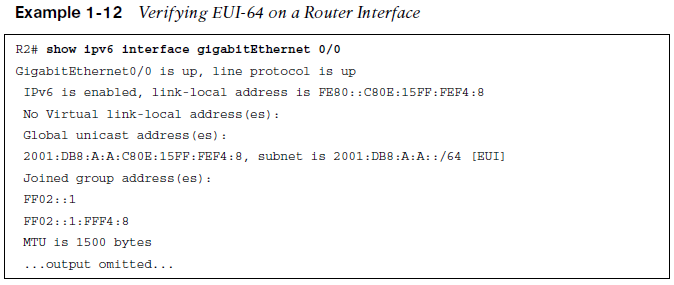 Example 1-12 Verifying EUI-64 on a Router Interface
R2# show ipv6 interface gigabitEthernet 0/0
GigabitEthernet0/0 is up, line protocol is up
IPv6 is enabled, link-local address is FE80::C80E:15FF:FEF4:8
No Virtual link-local address(es):
Global unicast address(es):
2001:DB8:A:A:C80E:15FF:FEF4:8, subnet is 2001:DB8:A:A::/64 [EUI]
Joined group address(es):
FF02::1
FF02::1:FFF4:8
MTU is 1500 bytes
...output omitted...